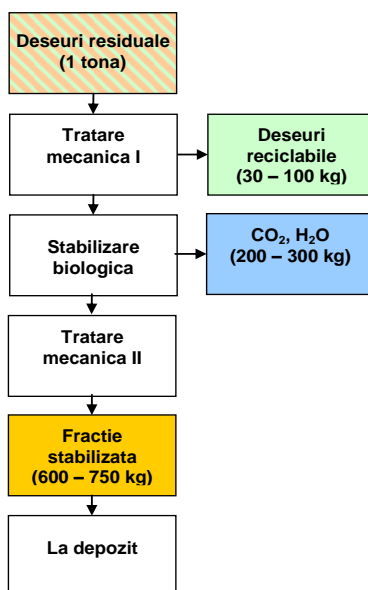 Deseuri residuale
(1 tona)
Tratare
mecanica I
Deseuri
reciclabile
(30 – 100 kg)
Stabilizare
biologica
CO₂, H₂O
(200 – 300 kg)
Tratare
mecanica II
Fractie
stabilizata
(600 – 750 kg)
La depozit